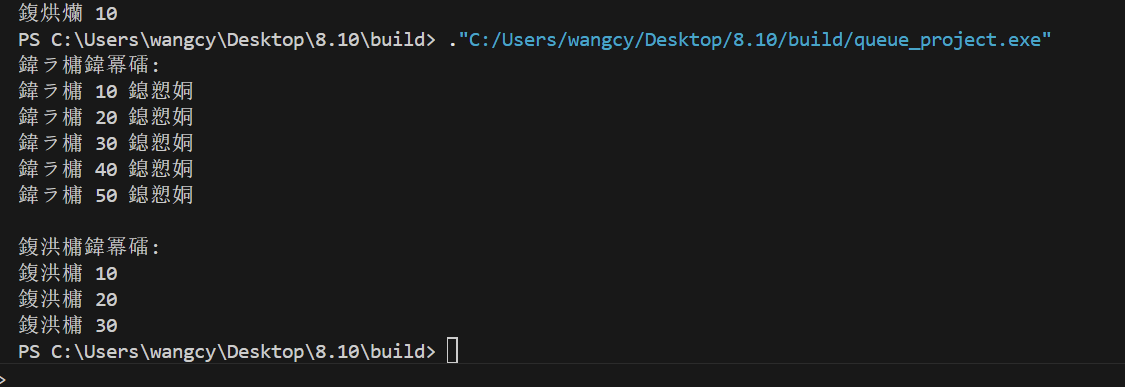 鍑烘爛 10
PS C:\Users\wangcy\Desktop\8.10\build> ."C:/Users/wangcy/Desktop/8.10/build/queue_project.exe"
鍏ラ槦鍏冪礌:
鍏ラ槦 10 鎴愬姛
鍏ラ槦 20 鎴愬姛
鍏ラ槦 30 鎴愬姛
鍏ラ槦 40 鎴愬姛
鍏ラ槦 50 鎴愬姛
鍑洪槦鍏冪礌:
鍑洪槦 10
鍑洪槦 20
鍑洪槦 30
PS C:\Users\wangcy\Desktop\8.10\build>
>